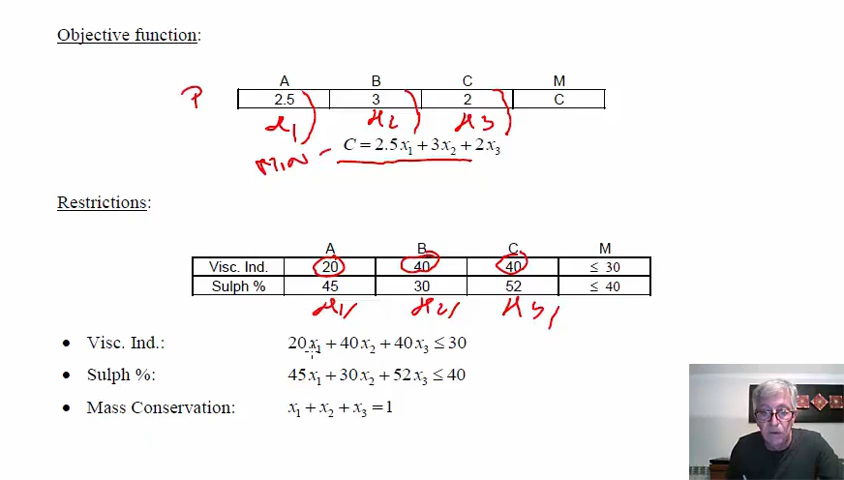 Objective function:
A B C M
P 2.5 3 2 C
x1 x2 x3
MIN C = 2.5x1 + 3x2 + 2x3
Restrictions:
A B C M
Visc. Ind. 20 40 40 ≤ 30
Sulph % 45 30 52 ≤ 40
x1 x2 x3
• Visc. Ind.: 20x1 + 40x2 + 40x3 ≤ 30
• Sulph %: 45x1 + 30x2 + 52x3 ≤ 40
• Mass Conservation: x1 + x2 + x3 = 1